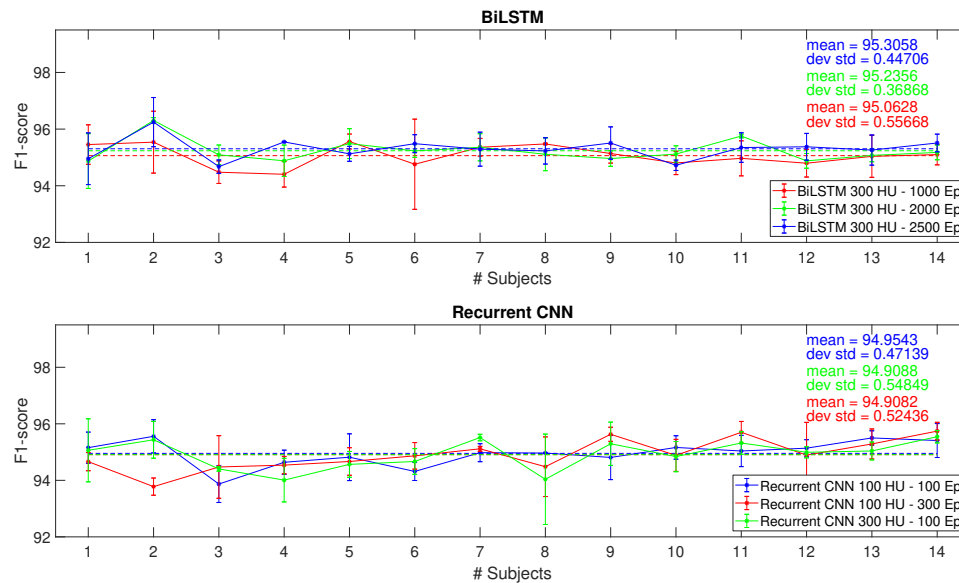 BiLSTM
mean = 95.3058
dev std = 0.44706
mean = 95.2356
dev std = 0.36868
mean = 95.0628
dev std = 0.55668
98
96
94
92
F1-score
BiLSTM 300 HU - 1000 Ep
BiLSTM 300 HU - 2000 Ep
BiLSTM 300 HU - 2500 Ep
1 2 3 4 5 6 7 8 9 10 11 12 13 14
# Subjects
Recurrent CNN
mean = 94.9543
dev std = 0.47139
mean = 94.9088
dev std = 0.54849
mean = 94.9082
dev std = 0.52436
98
96
94
92
F1-score
Recurrent CNN 100 HU - 100 Ep
Recurrent CNN 100 HU - 300 Ep
Recurrent CNN 300 HU - 100 Ep
1 2 3 4 5 6 7 8 9 10 11 12 13 14
# Subjects